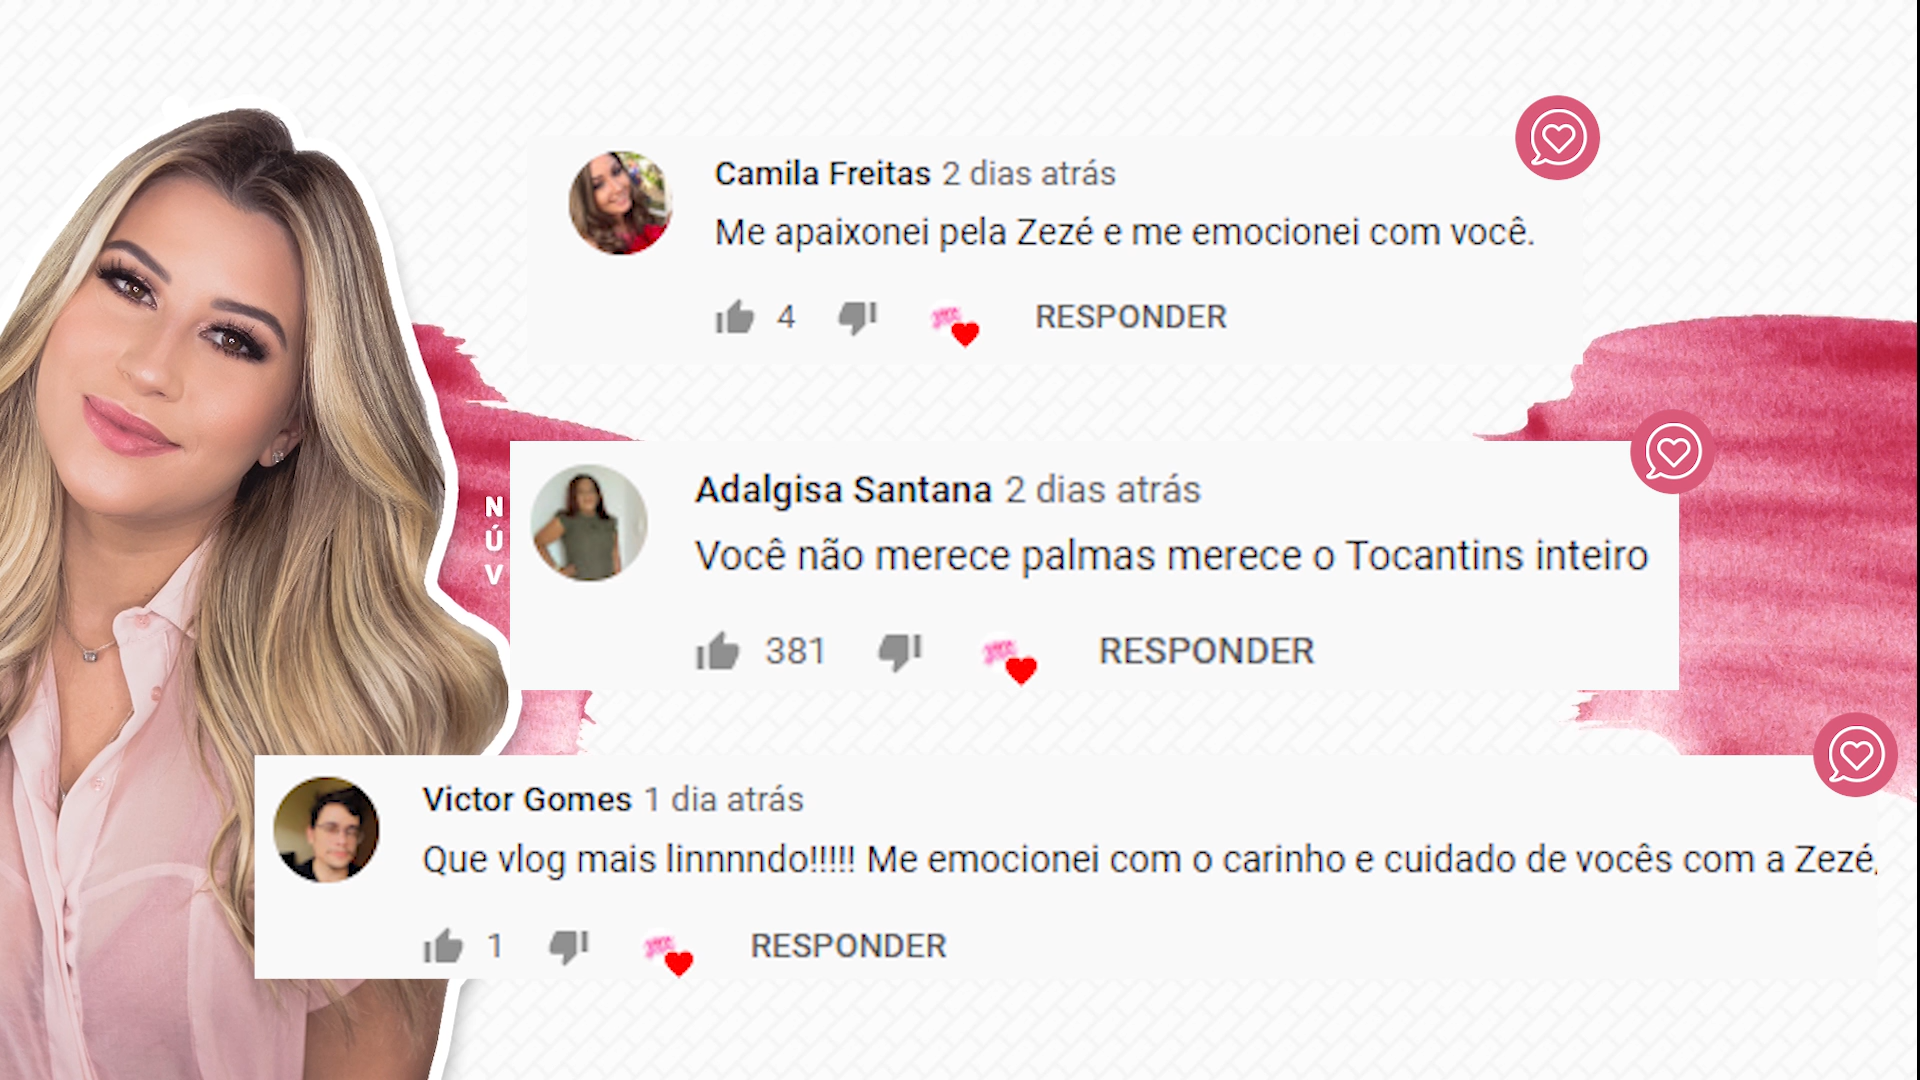 Camila Freitas 2 dias atrás
Me apaixonei pela Zezé e me emocionei com você.
4 RESPONDER
N
Ú
V
Adalgisa Santana 2 dias atrás
Você não merece palmas merece o Tocantins inteiro
381 RESPONDER
Victor Gomes 1 dia atrás
Que vlog mais linnnndo!!!!! Me emocionei com o carinho e cuidado de vocês com a Zezé,
1 RESPONDER